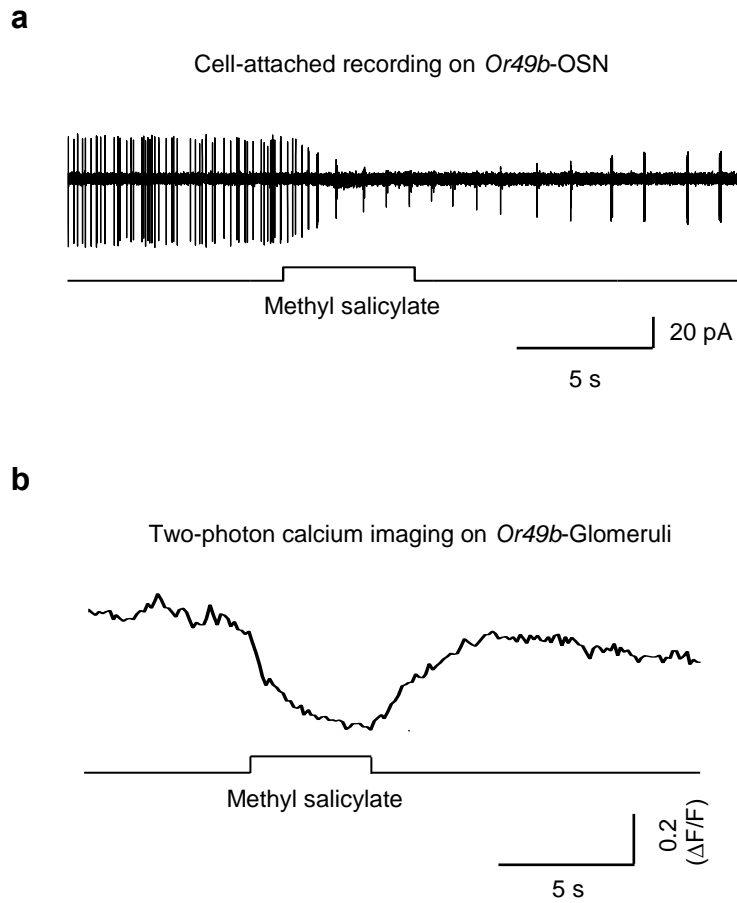 a
Cell-attached recording on Or49b-OSN
Methyl salicylate
20 pA
5 s
b
Two-photon calcium imaging on Or49b-Glomeruli
Methyl salicylate
0.2
(ΔF/F)
5 s